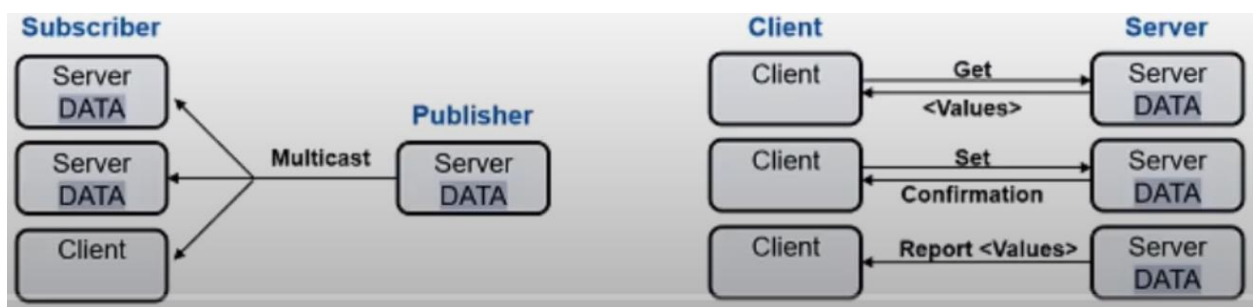 Subscriber
Server
DATA
Server
DATA
Client
Multicast
Publisher
Server
DATA
Client
Server
Client
Get
<Values>
Server
DATA
Client
Set
Confirmation
Server
DATA
Client
Report <Values>
Server
DATA